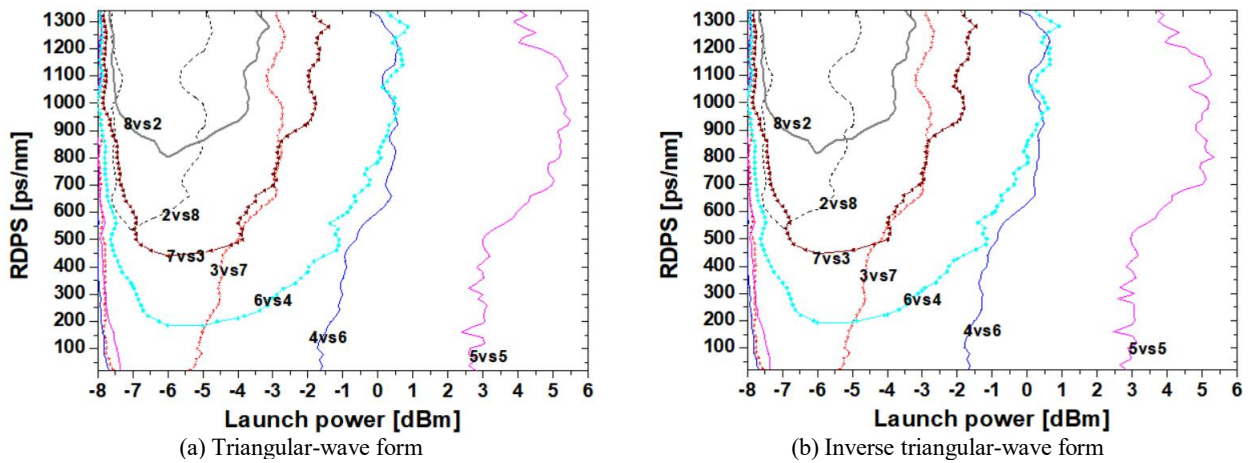 1300
1200
1100
1000
900
800
700
600
500
400
300
200
100
RDPS [ps/nm]
8vs2
2vs8
7vs3
3vs7
6vs4
4vs6
5vs5
-8 -7 -6 -5 -4 -3 -2 -1 0 1 2 3 4 5 6
Launch power [dBm]
(a) Triangular-wave form
1300
1200
1100
1000
900
800
700
600
500
400
300
200
100
RDPS [ps/nm]
8vs2
2vs8
7vs3
3vs7
6vs4
4vs6
5vs5
-8 -7 -6 -5 -4 -3 -2 -1 0 1 2 3 4 5 6
Launch power [dBm]
(b) Inverse triangular-wave form